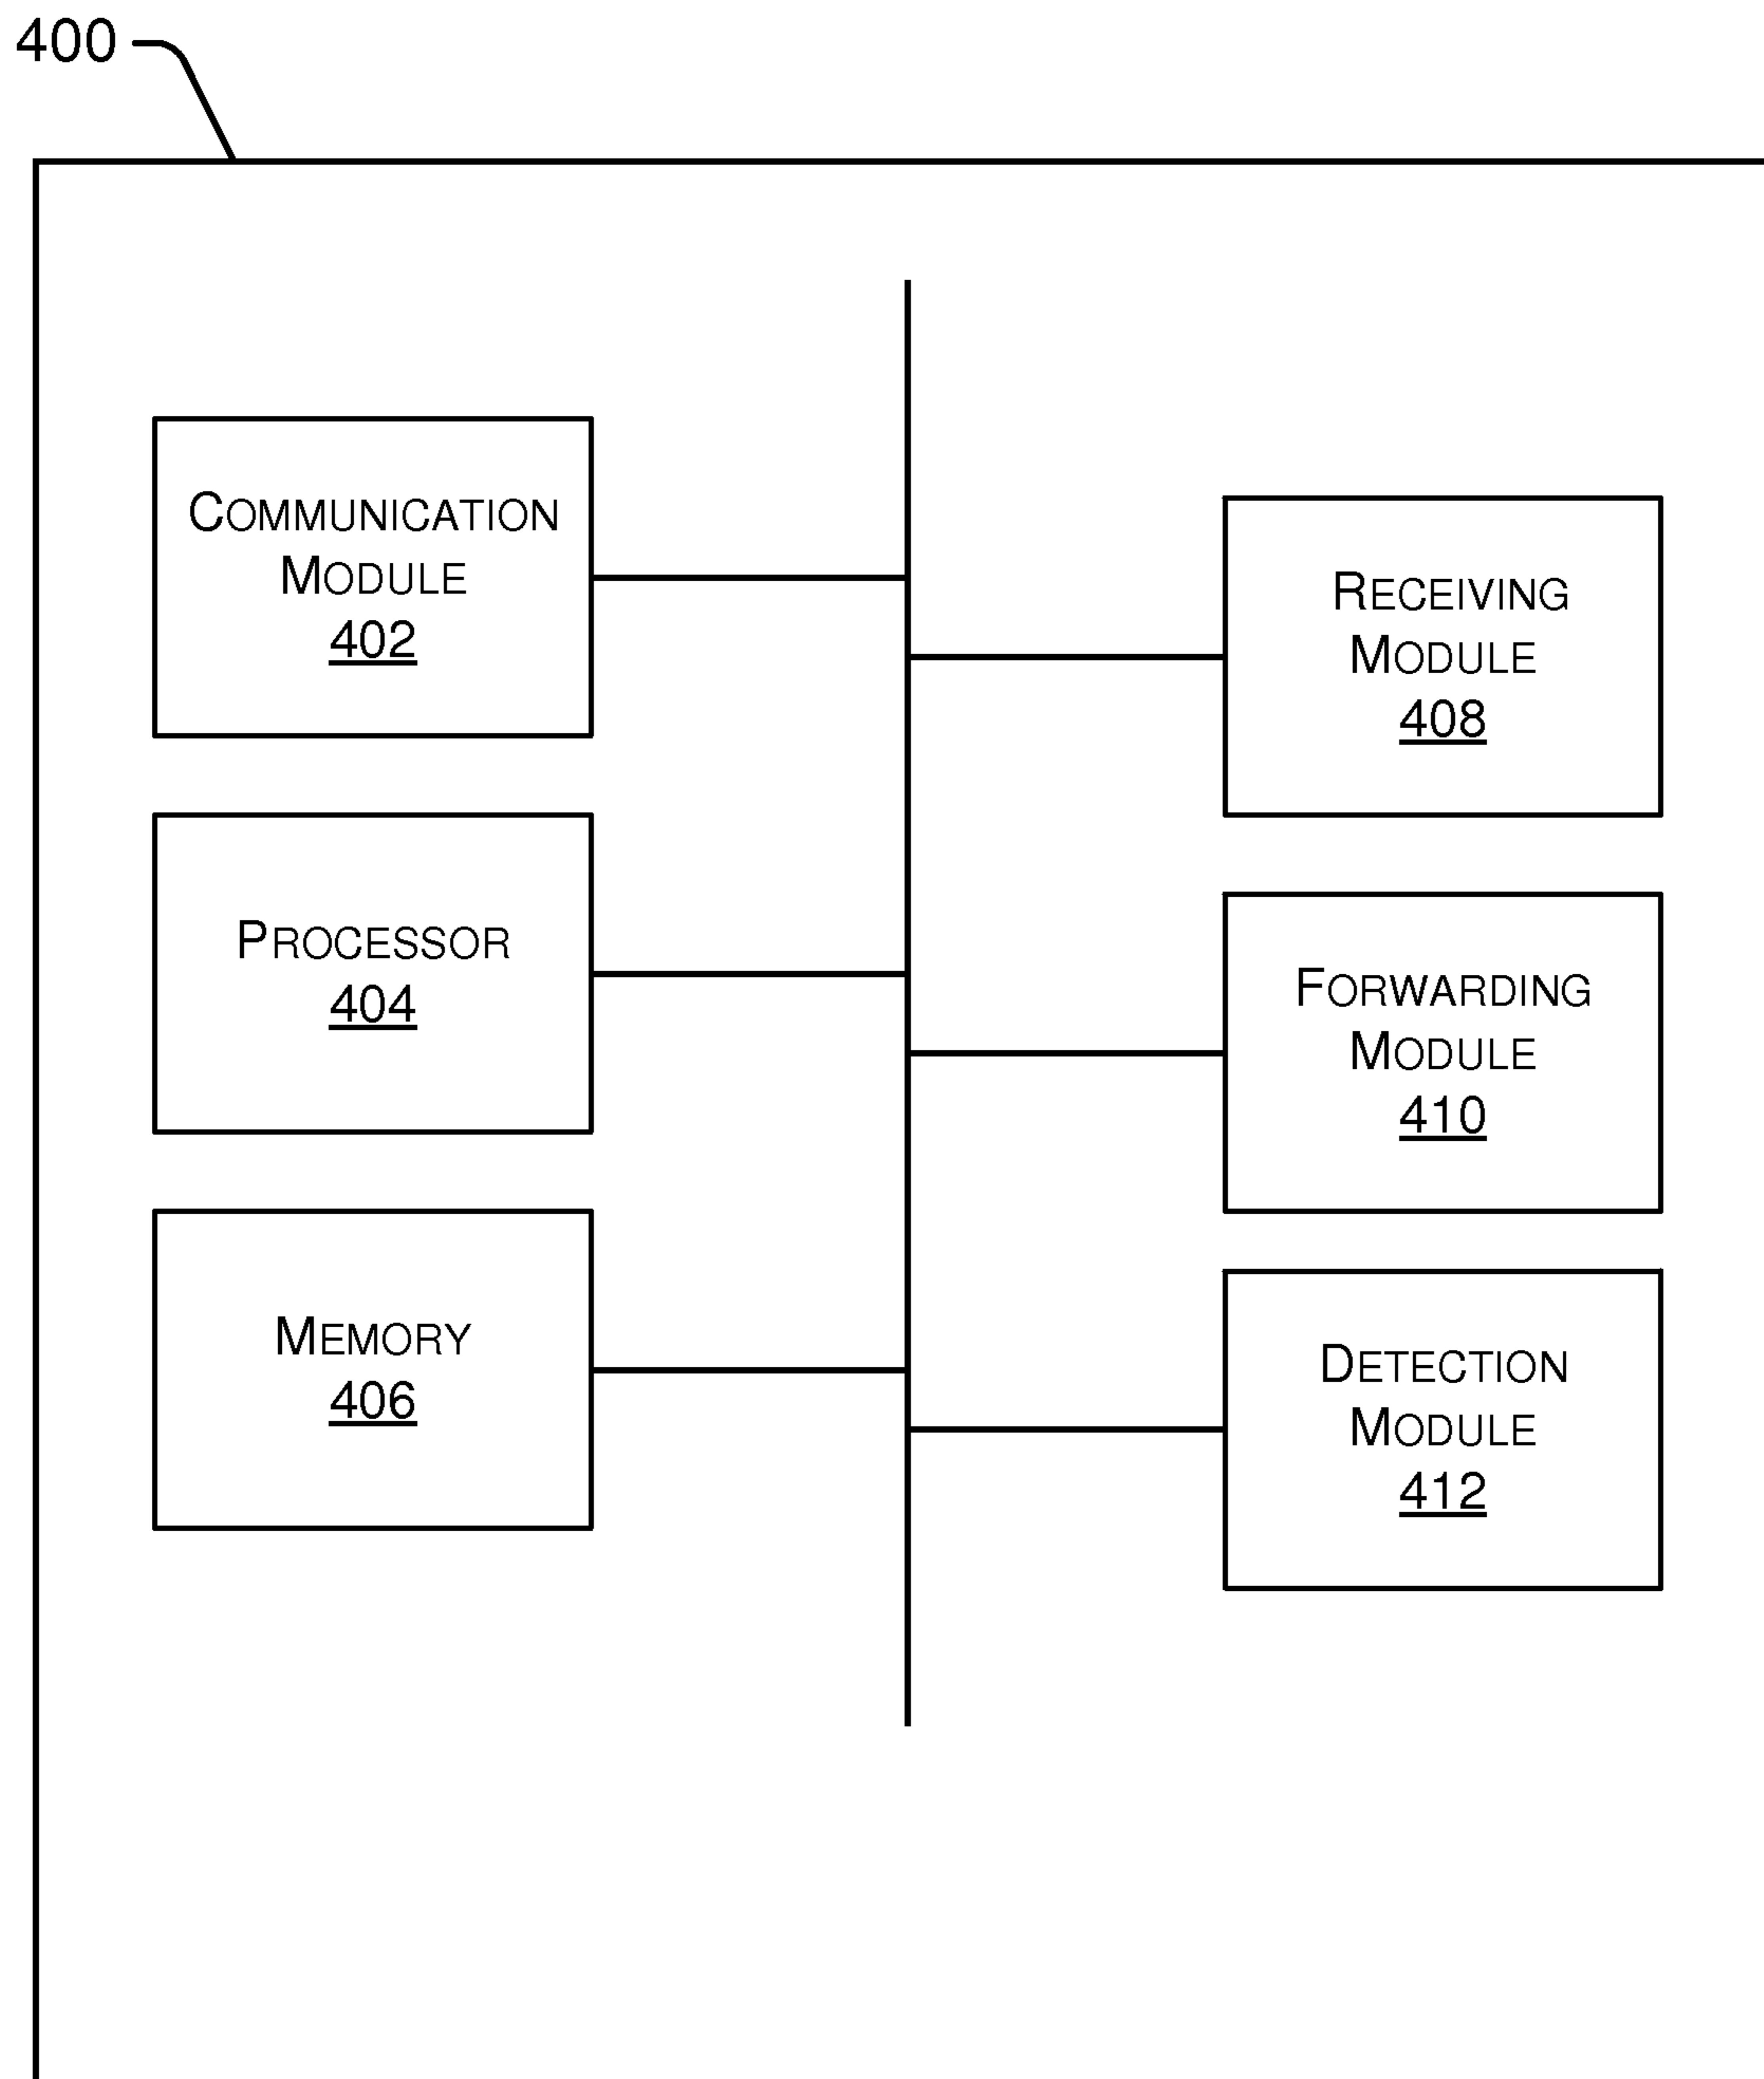 400
COMMUNICATION
MODULE
402
PROCESSOR
404
MEMORY
406
RECEIVING
MODULE
408
FORWARDING
MODULE
410
DETECTION
MODULE
412